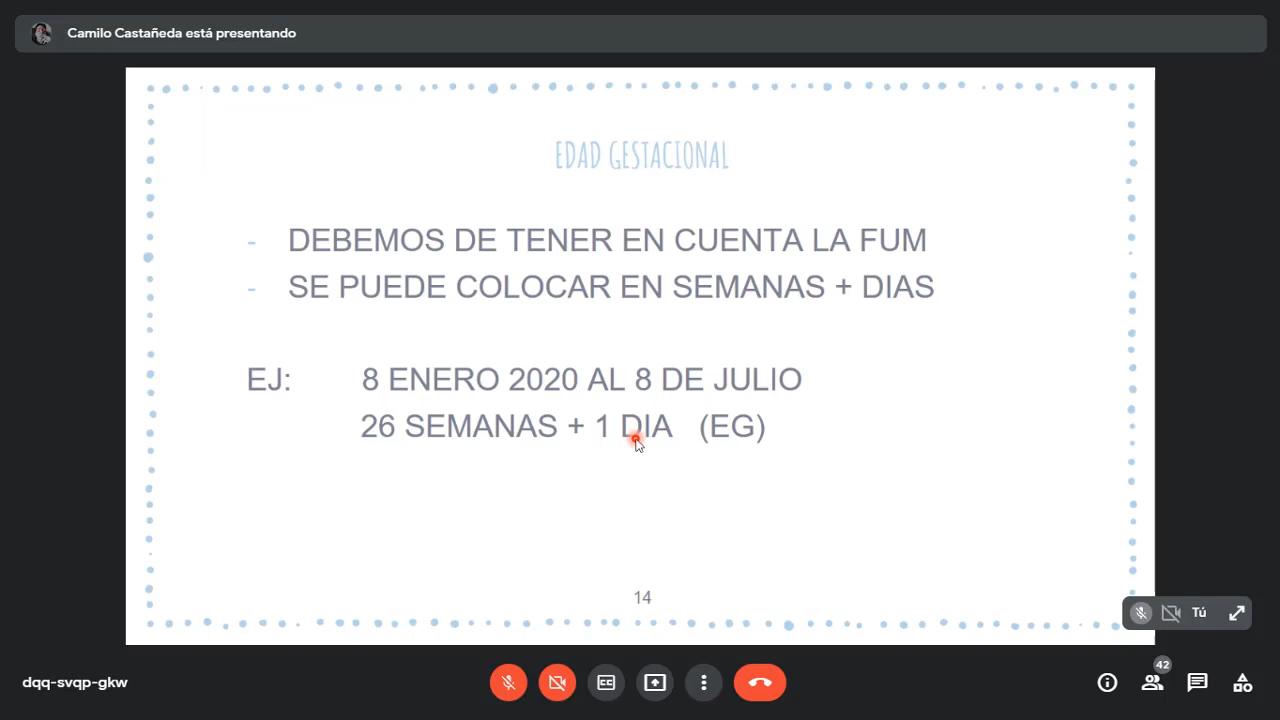 Camilo Castañeda está presentando
EDAD GESTACIONAL
- DEBEMOS DE TENER EN CUENTA LA FUM
- SE PUEDE COLOCAR EN SEMANAS + DIAS
EJ: 8 ENERO 2020 AL 8 DE JULIO
26 SEMANAS + 1 DIA (EG)
14
Tú
dqq-svqp-gkw
CC
42